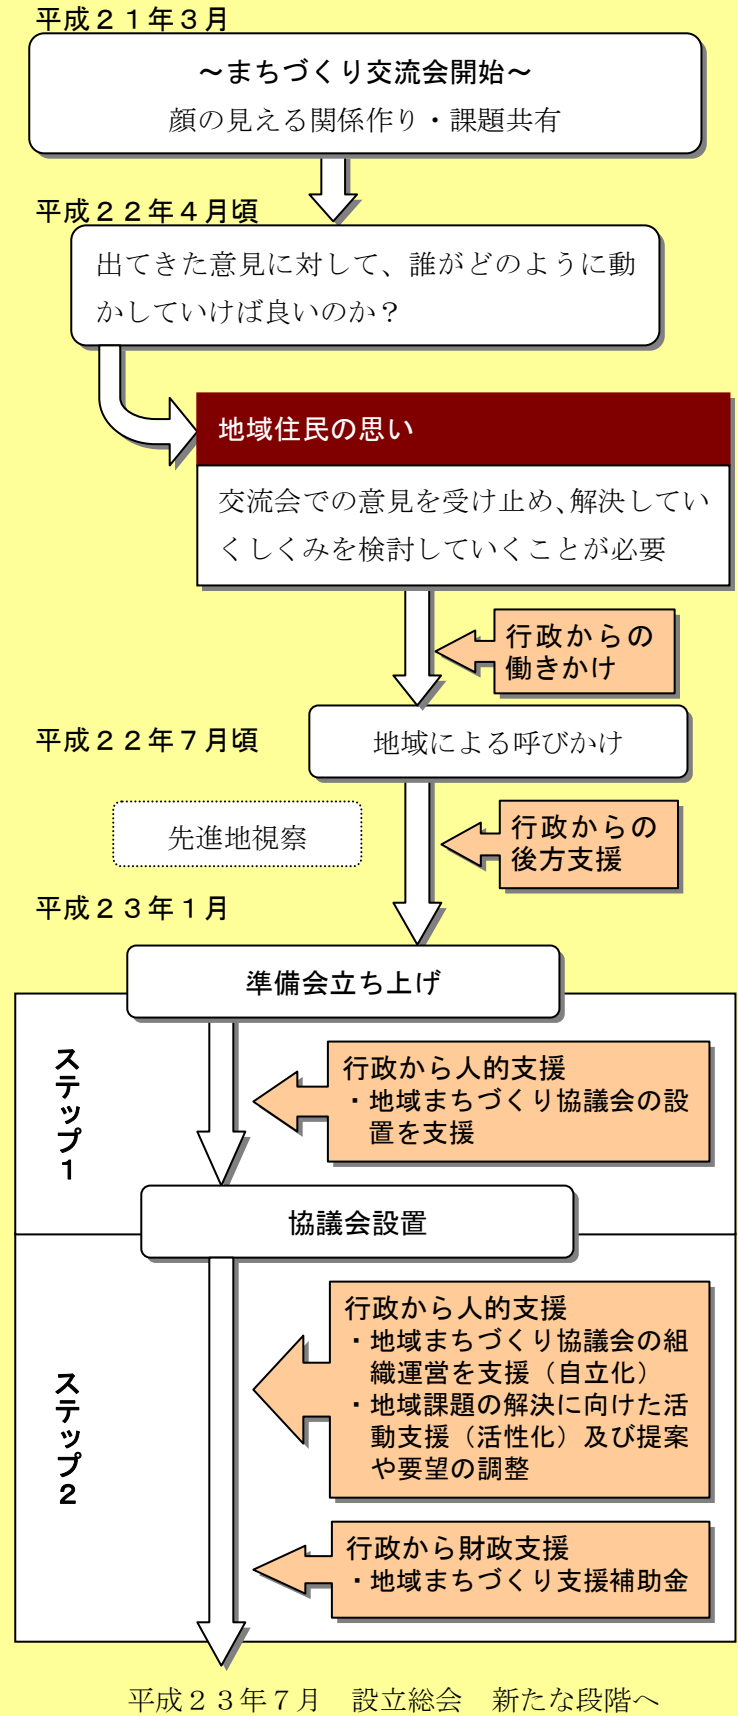 平成２１年３月
～まちづくり交流会開始～
顔の見える関係作り・課題共有
平成２２年４月頃
出てきた意見に対して、誰がどのように動
かしていけば良いのか？
地域住民の思い
交流会での意見を受け止め、解決してい
くしくみを検討していくことが必要
行政からの
働きかけ
平成２２年７月頃
地域による呼びかけ
先進地視察
行政からの
後方支援
平成２３年１月
準備会立ち上げ
ステップ１
行政から人的支援
・地域まちづくり協議会の設
置を支援
協議会設置
ステップ２
行政から人的支援
・地域まちづくり協議会の組
織運営を支援（自立化）
・地域課題の解決に向けた活
動支援（活性化）及び提案
や要望の調整
行政から財政支援
・地域まちづくり支援補助金
平成２３年７月　設立総会　新たな段階へ